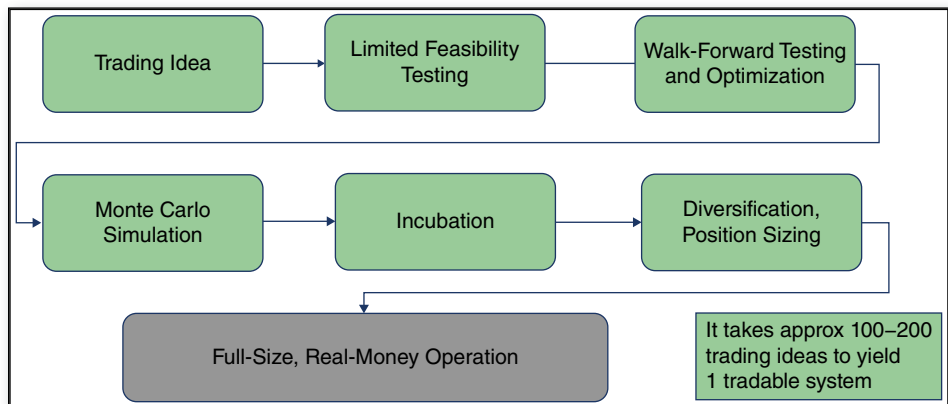 Trading Idea
Limited Feasibility
Testing
Walk-Forward Testing
and Optimization
Monte Carlo
Simulation
Incubation
Diversification,
Position Sizing
Full-Size, Real-Money Operation
It takes approx 100–200
trading ideas to yield
1 tradable system